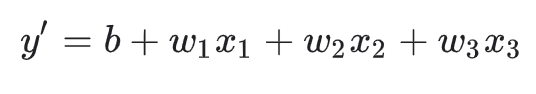 y′ = b + w₁x₁ + w₂x₂ + w₃x₃